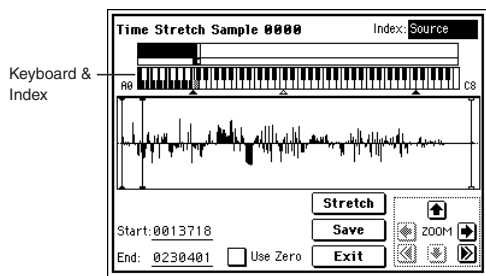 Time Stretch Sample 0000 Index: Source
Keyboard & Index
A0 C8
Stretch
Start: 0013718 Save ZOOM
End: 0230401 Use Zero Exit